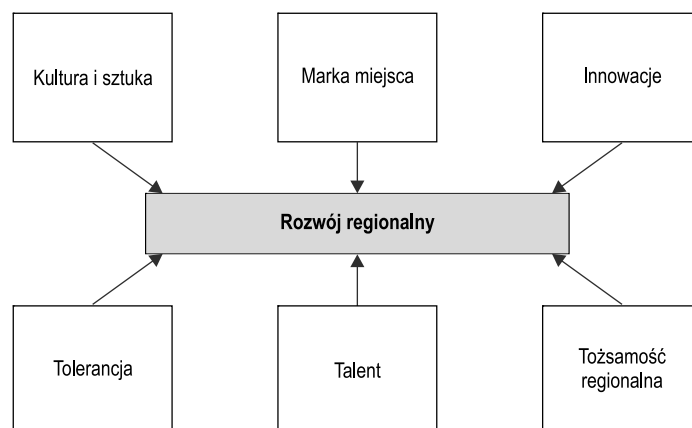 Kultura i sztuka
Marka miejsca
Innowacje
Rozwój regionalny
Tolerancja
Talent
Tożsamość
regionalna